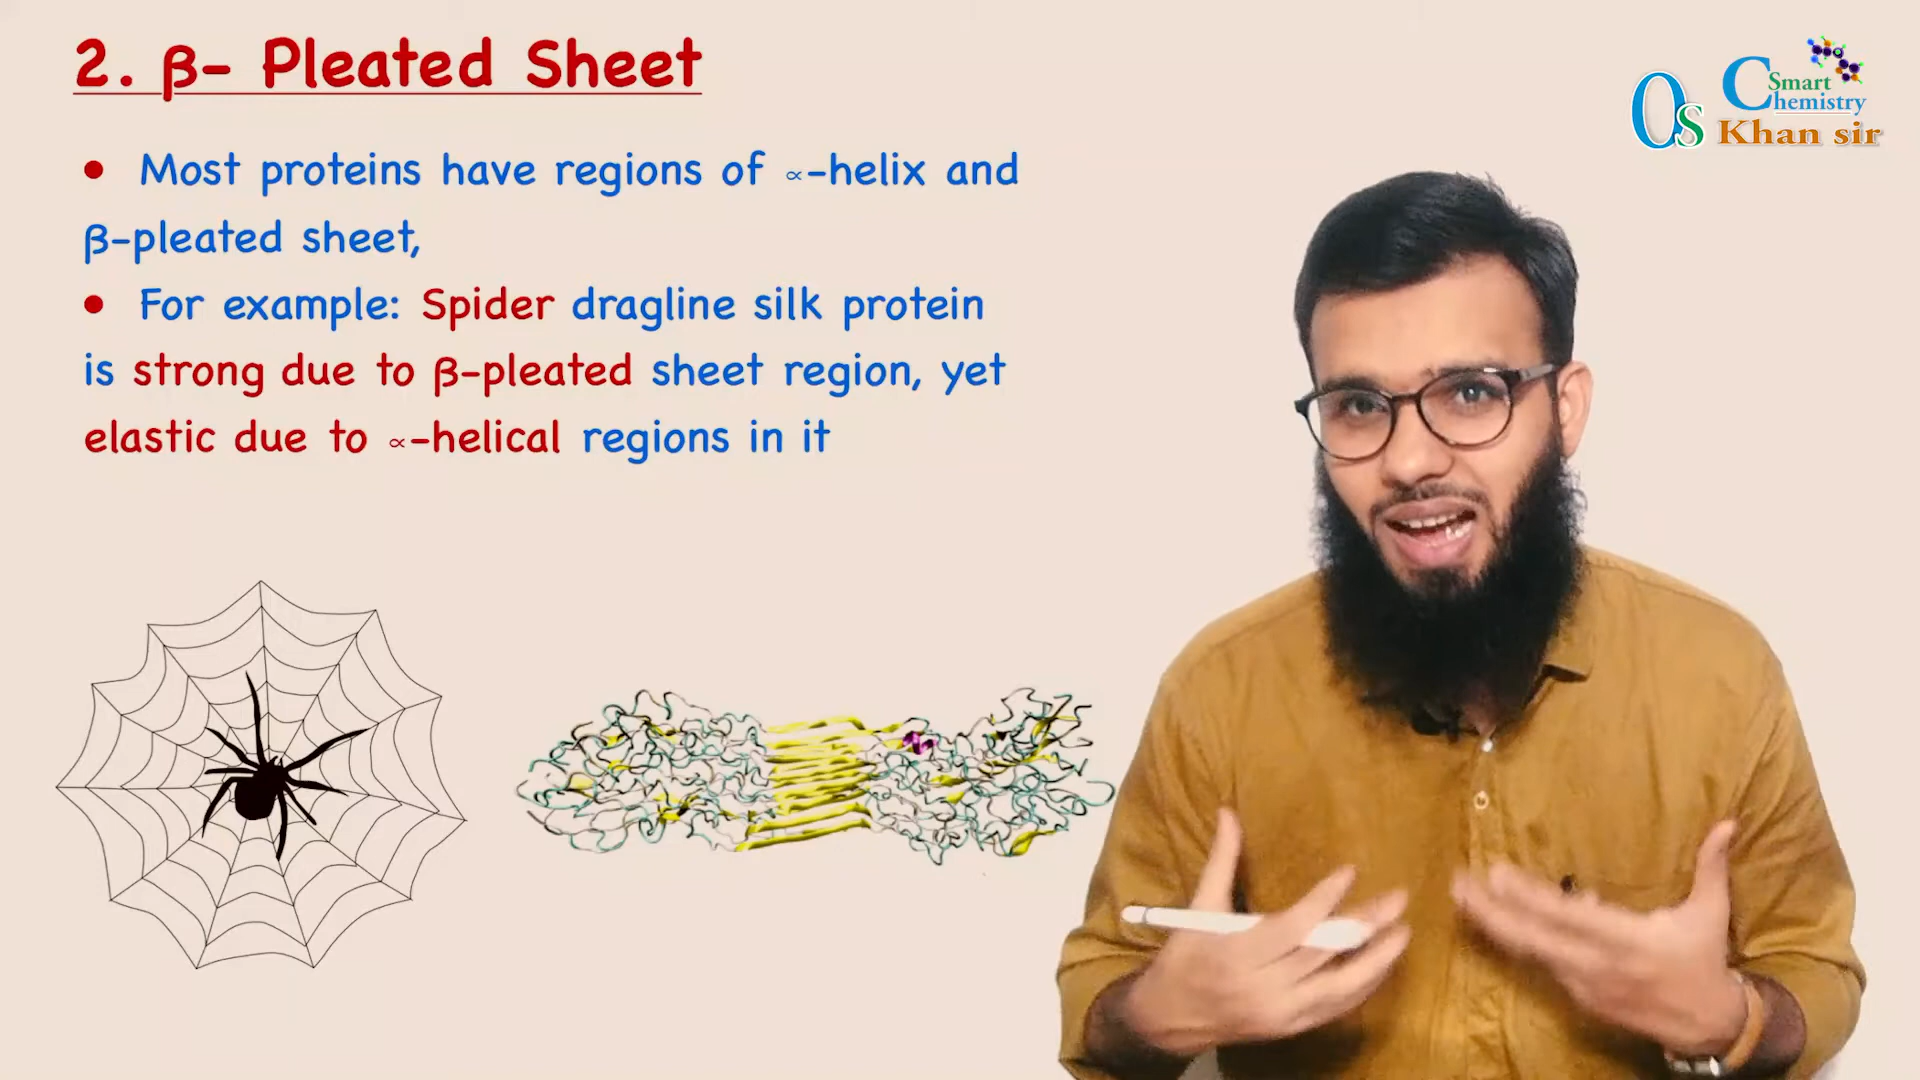 2. β- Pleated Sheet
• Most proteins have regions of ∝-helix and
β-pleated sheet,
• For example: Spider dragline silk protein
is strong due to β-pleated sheet region, yet
elastic due to ∝-helical regions in it
Os
Smart
Chemistry
Khan sir